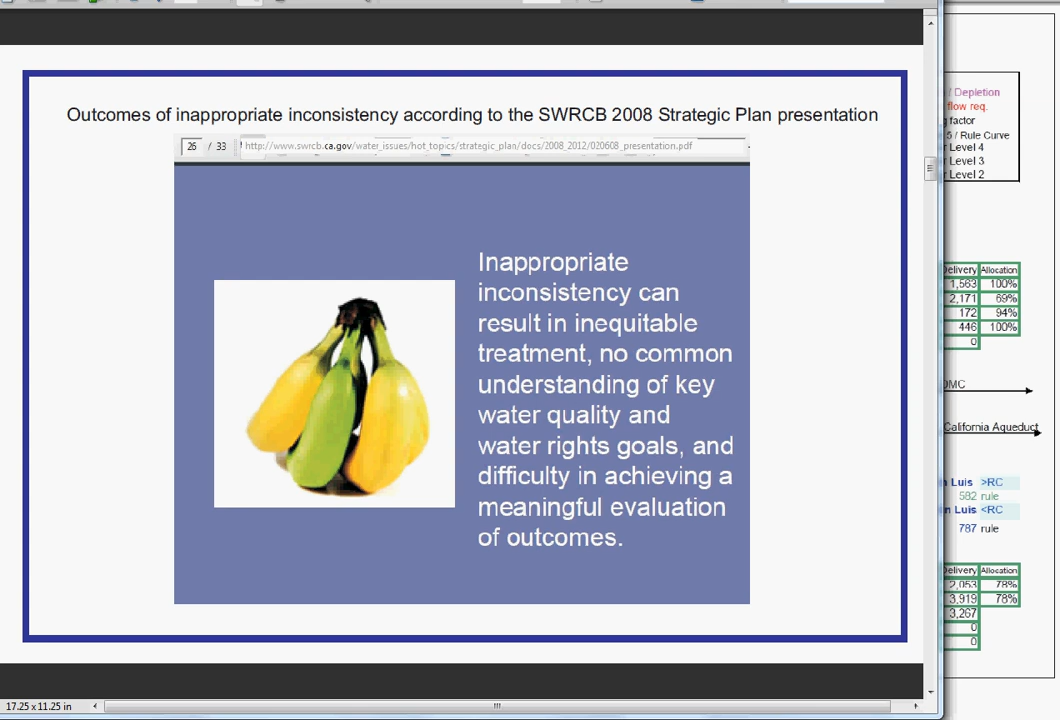 Outcomes of inappropriate inconsistency according to the SWRCB 2008 Strategic Plan presentation
26 / 33 http://www.swrcb.ca.gov/water_issues/hot_topics/strategic_plan/docs/2008_2012/020608_presentation.pdf
Inappropriate
inconsistency can
result in inequitable
treatment, no common
understanding of key
water quality and
water rights goals, and
difficulty in achieving a
meaningful evaluation
of outcomes.
17.25 x 11.25 in
/ Depletion
flow req.
factor
5 / Rule Curve
Level 4
Level 3
Level 2
Delivery Allocation
1,563 100%
2,171 69%
172 94%
446 100%
0
DMC
California Aqueduct
Luis >RC
582 rule
Luis <RC
787 rule
Delivery Allocation
2,053 78%
3,919 78%
3,267
0
0